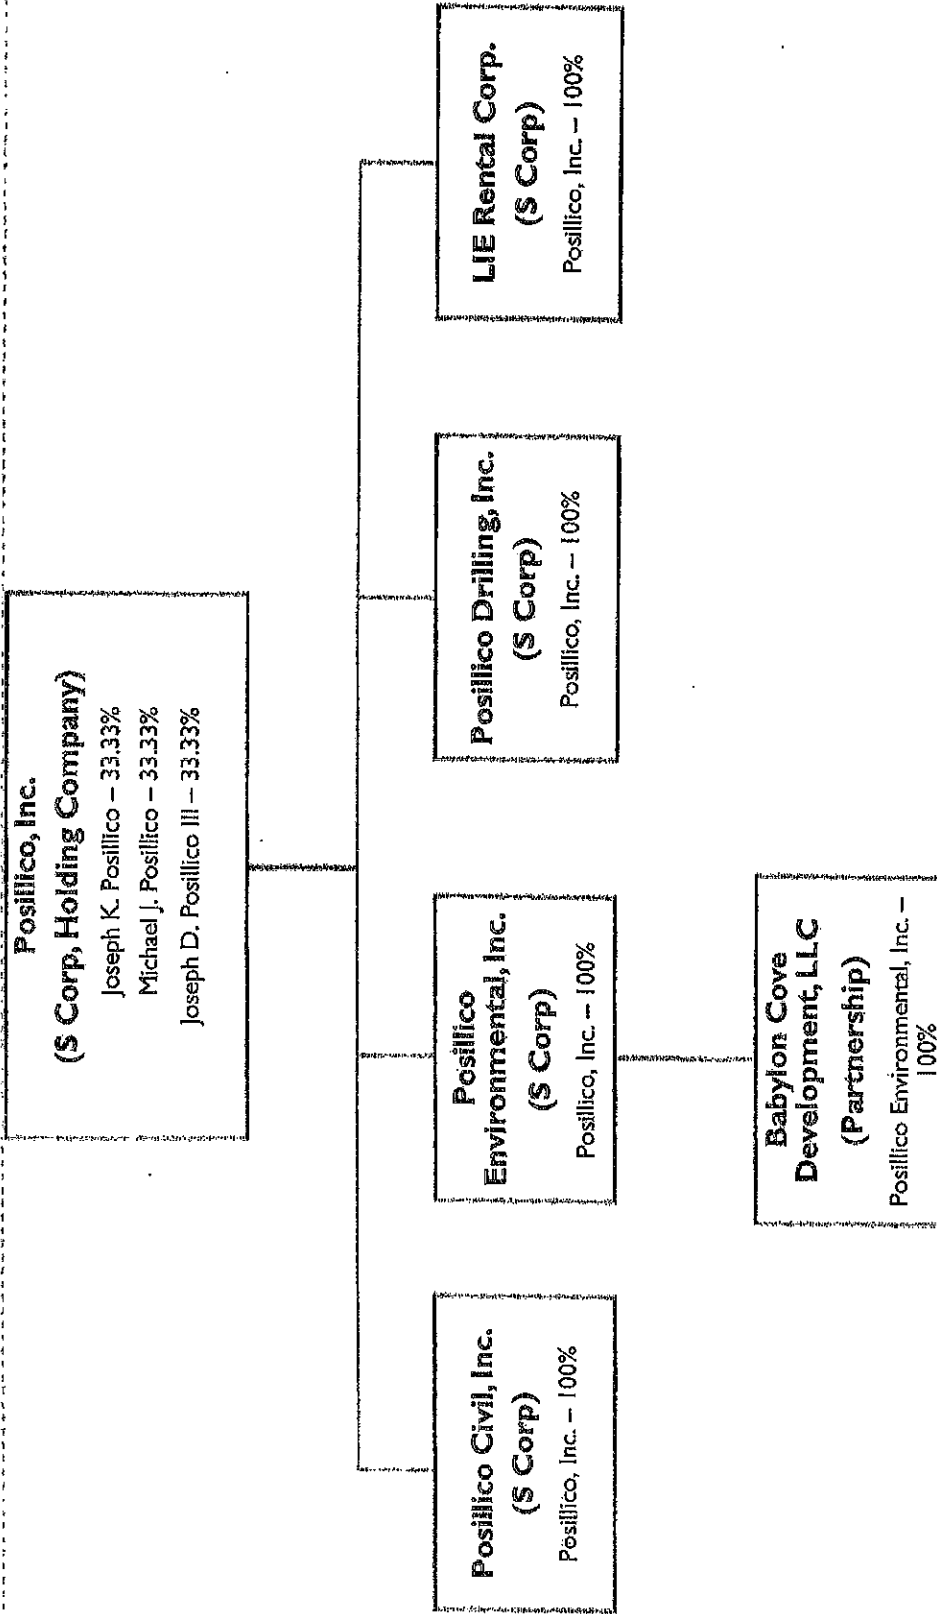 Posillico, Inc.
(S Corp, Holding Company)
Joseph K. Posillico – 33.33%
Michael J. Posillico – 33.33%
Joseph D. Posillico III – 33.33%
Posillico Civil, Inc.
(S Corp)
Posillico, Inc. – 100%
Posillico
Environmental, Inc.
(S Corp)
Posillico, Inc. – 100%
Posillico Drilling, Inc.
(S Corp)
Posillico, Inc. – 100%
LIE Rental Corp.
(S Corp)
Posillico, Inc. – 100%
Babylon Cove
Development, LLC
(Partnership)
Posillico Environmental, Inc. –
100%